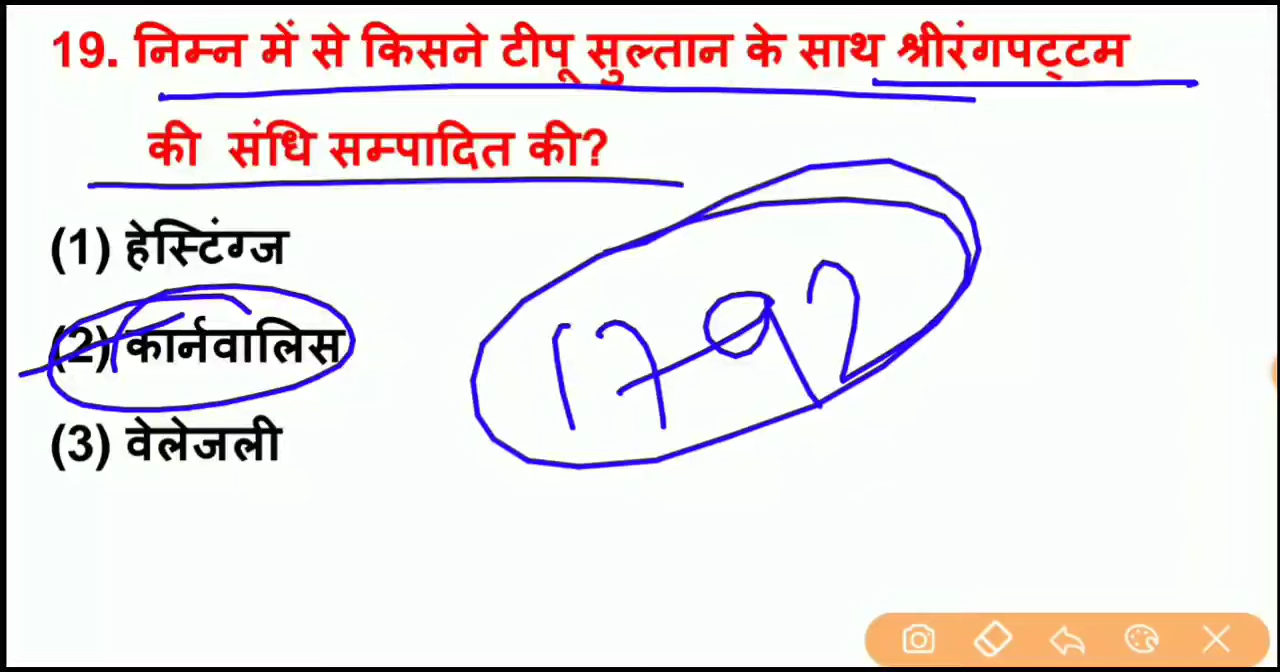 19. निम्न में से किसने टीपू सुल्तान के साथ श्रीरंगपट्टम
की संधि सम्पादित की?
(1) हेस्टिंग्ज
(2) कार्नवालिस
1792
(3) वेलेजली